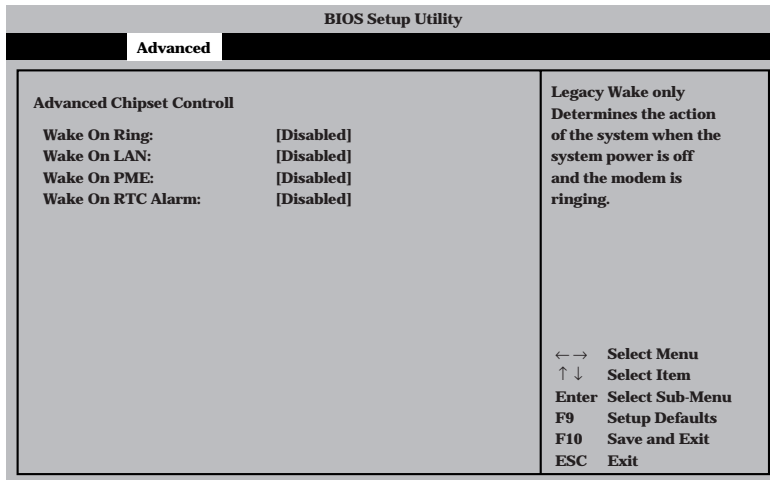 BIOS Setup Utility
Advanced
Advanced Chipset Controll
Wake On Ring: [Disabled]
Wake On LAN: [Disabled]
Wake On PME: [Disabled]
Wake On RTC Alarm: [Disabled]
Legacy Wake only
Determines the action
of the system when the
system power is off
and the modem is
ringing.
←→ Select Menu
↑↓ Select Item
Enter Select Sub-Menu
F9 Setup Defaults
F10 Save and Exit
ESC Exit